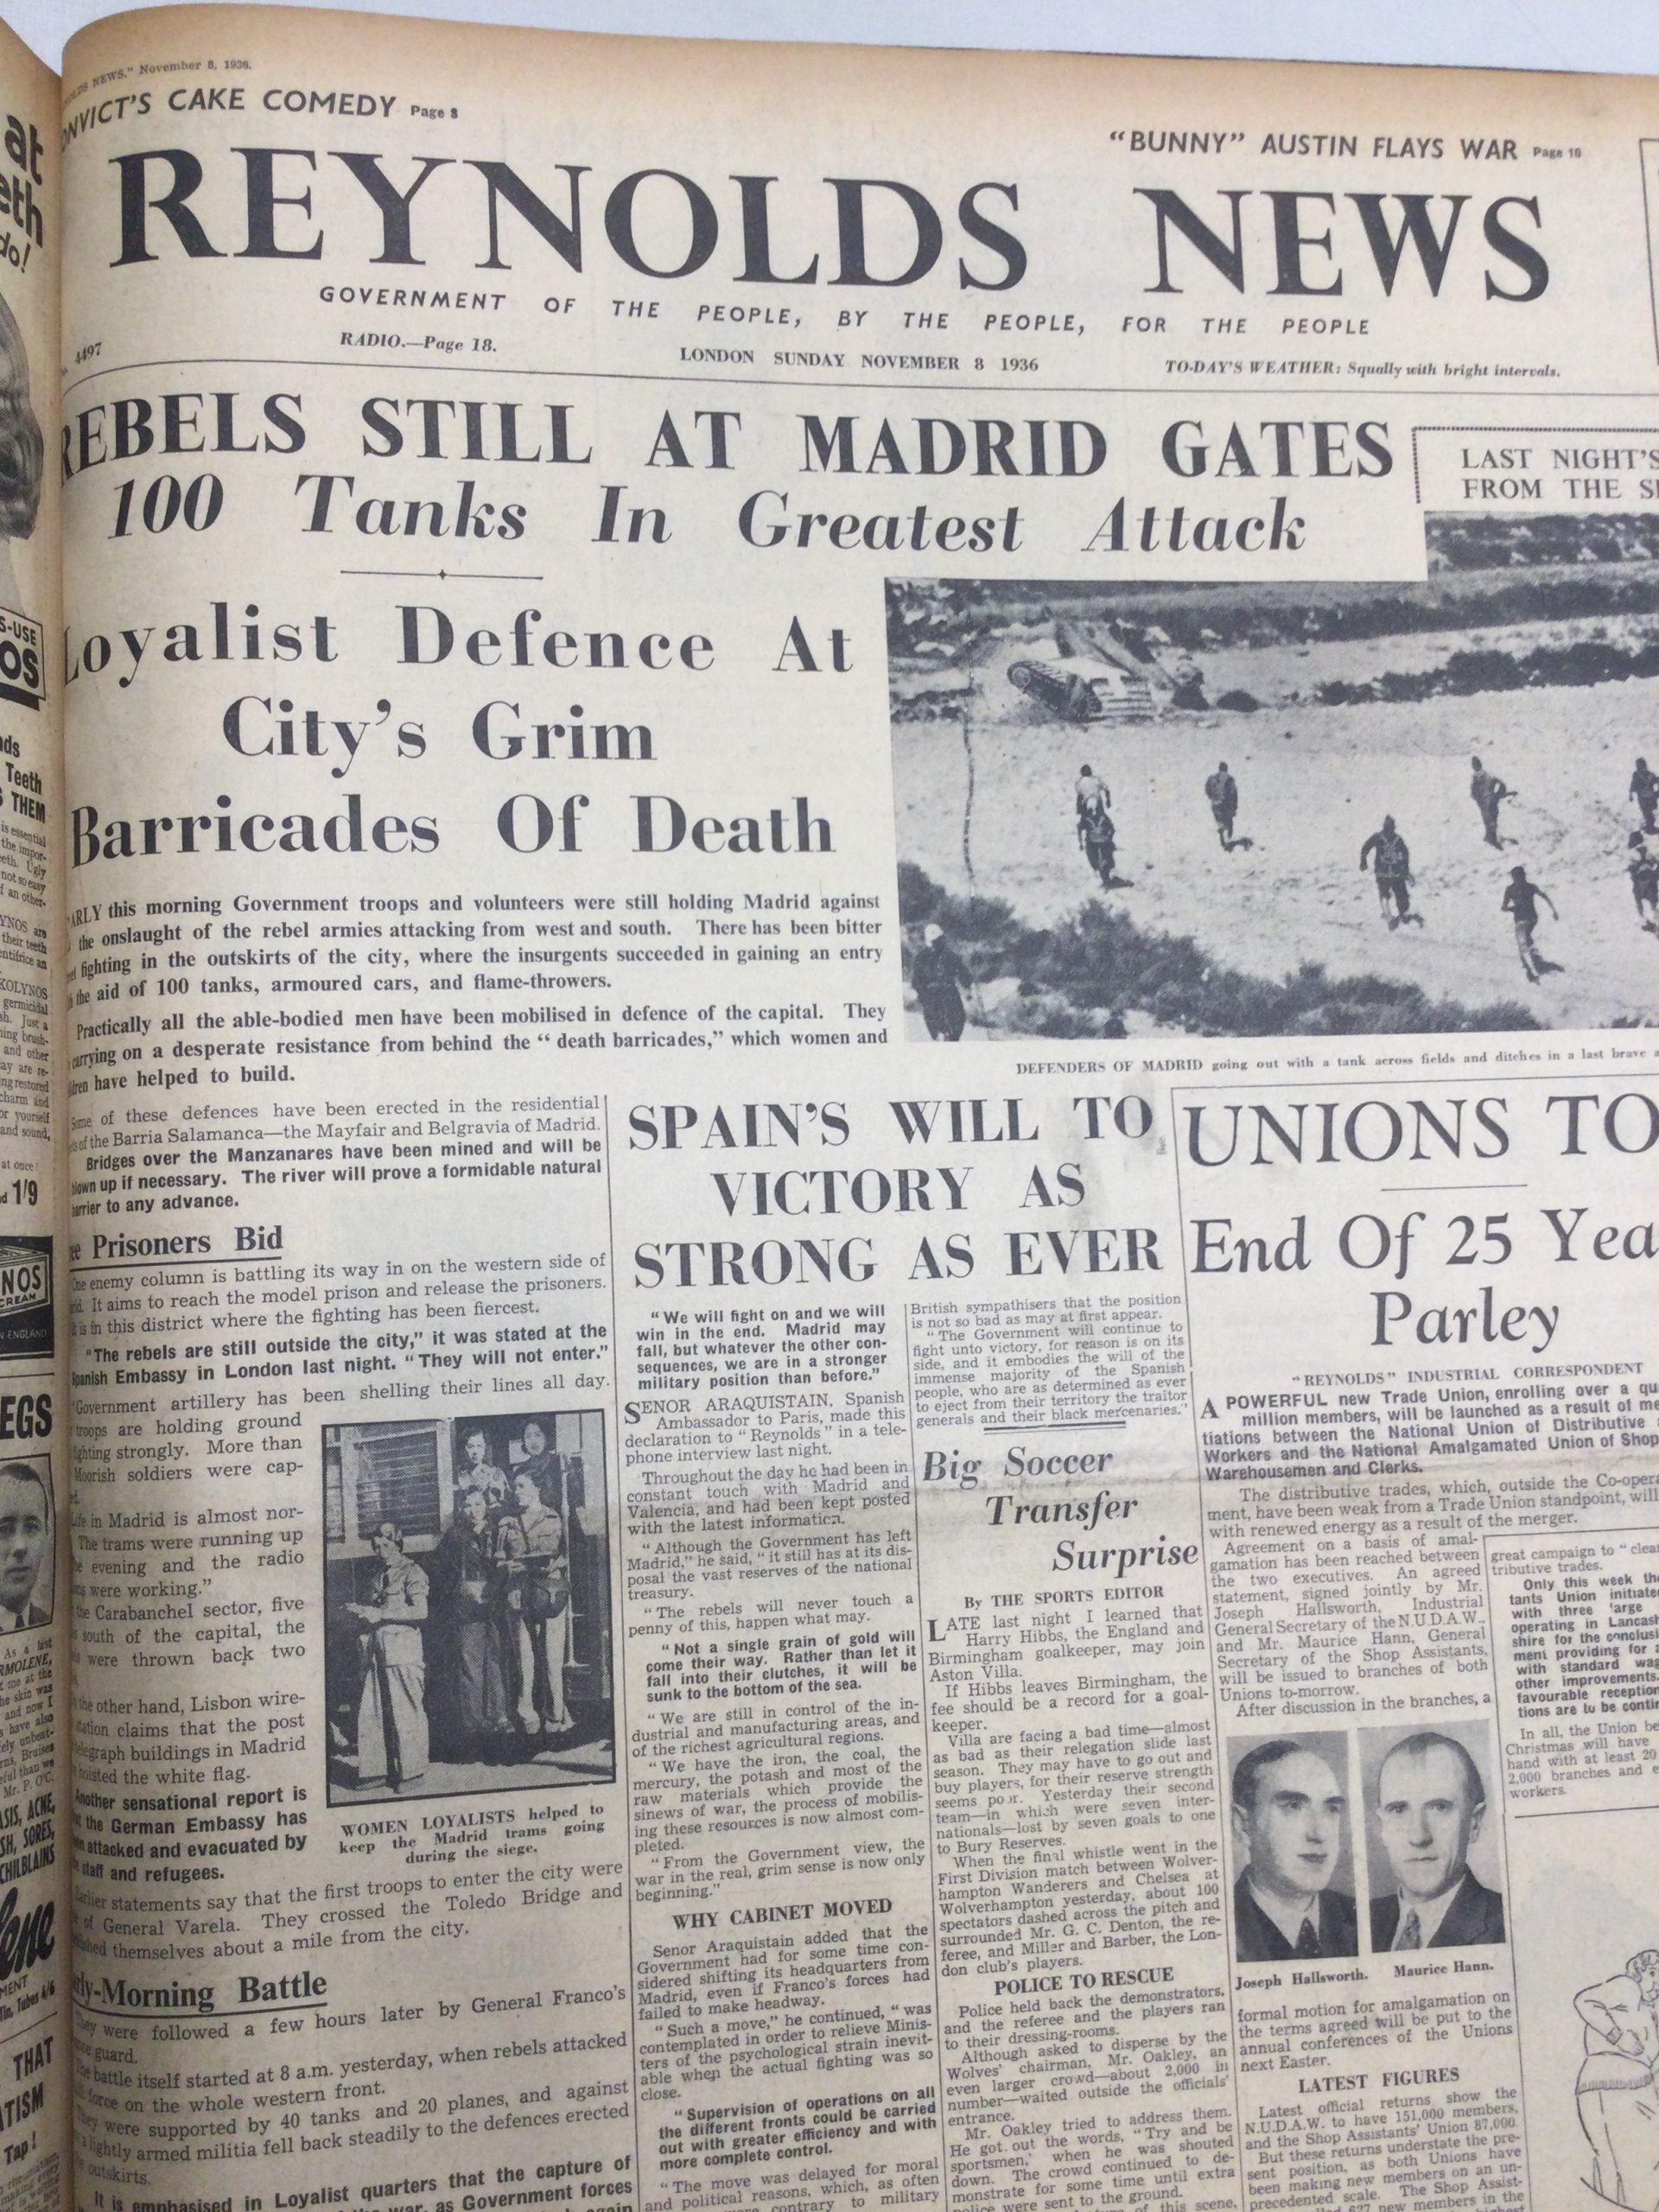 NEWS." November 8, 1936.
CONVICT'S CAKE COMEDY Page 8
"BUNNY" AUSTIN FLAYS WAR Page 10
REYNOLDS NEWS
GOVERNMENT OF THE PEOPLE, BY THE PEOPLE, FOR THE PEOPLE
4497
RADIO.—Page 18.
LONDON SUNDAY NOVEMBER 8 1936
TO-DAY'S WEATHER: Squally with bright intervals.
REBELS STILL AT MADRID GATES
100 Tanks In Greatest Attack
LAST NIGHT'S
FROM THE
Loyalist Defence At
City's Grim
Barricades Of Death
EARLY this morning Government troops and volunteers were still holding Madrid against
the onslaught of the rebel armies attacking from west and south. There has been bitter
fighting in the outskirts of the city, where the insurgents succeeded in gaining an entry
the aid of 100 tanks, armoured cars, and flame-throwers.
Practically all the able-bodied men have been mobilised in defence of the capital. They
carrying on a desperate resistance from behind the "death barricades," which women and
have helped to build.
DEFENDERS OF MADRID going out with a tank across fields and ditches in a last brave
Some of these defences have been erected in the residential
of the Barria Salamanca—the Mayfair and Belgravia of Madrid.
Bridges over the Manzanares have been mined and will be
blown up if necessary. The river will prove a formidable natural
barrier to any advance.
Prisoners Bid
One enemy column is battling its way in on the western side of
It aims to reach the model prison and release the prisoners.
is in this district where the fighting has been fiercest.
"The rebels are still outside the city," it was stated at the
Spanish Embassy in London last night. "They will not enter."
"Government artillery has been shelling their lines all day.
troops are holding ground
fighting strongly. More than
Moorish soldiers were cap-
Life in Madrid is almost nor-
The trams were running up
evening and the radio
were working."
the Carabanchel sector, five
south of the capital, the
were thrown back two
the other hand, Lisbon wire-
station claims that the post
telegraph buildings in Madrid
hoisted the white flag.
Another sensational report is
the German Embassy has
attacked and evacuated by
staff and refugees.
WOMEN LOYALISTS helped to
keep the Madrid trams going
during the siege.
Earlier statements say that the first troops to enter the city were
of General Varela. They crossed the Toledo Bridge and
themselves about a mile from the city.
Early-Morning Battle
They were followed a few hours later by General Franco's
guard.
battle itself started at 8 a.m. yesterday, when rebels attacked
force on the whole western front.
They were supported by 40 tanks and 20 planes, and against
lightly armed militia fell back steadily to the defences erected
outskirts.
It is emphasised in Loyalist quarters that the capture of
war, as Government forces
SPAIN'S WILL TO
VICTORY AS
STRONG AS EVER
"We will fight on and we will
win in the end. Madrid may
fall, but whatever the other con-
sequences, we are in a stronger
military position than before."
SENOR ARAQUISTAIN, Spanish
Ambassador to Paris, made this
declaration to "Reynolds" in a tele-
phone interview last night.
Throughout the day he had been in
constant touch with Madrid and
Valencia, and had been kept posted
with the latest information.
"Although the Government has left
Madrid," he said, "it still has at its dis-
posal the vast reserves of the national
treasury.
"The rebels will never touch a
penny of this, happen what may.
"Not a single grain of gold will
come their way. Rather than let it
fall into their clutches, it will be
sunk to the bottom of the sea.
"We are still in control of the in-
dustrial and manufacturing areas, and
of the richest agricultural regions.
"We have the iron, the coal, the
mercury, the potash and most of the
raw materials which provide the
sinews of war, the process of mobilis-
ing these resources is now almost com-
pleted.
"From the Government view, the
war in the real, grim sense is now only
beginning."
WHY CABINET MOVED
Senor Araquistain added that the
Government had for some time con-
sidered shifting its headquarters from
Madrid, even if Franco's forces had
failed to make headway.
"Such a move," he continued, "was
contemplated in order to relieve Minis-
ters of the psychological strain inevit-
able when the actual fighting was so
close.
"Supervision of operations on all
the different fronts could be carried
out with greater efficiency and with
more complete control.
"The move was delayed for moral
and political reasons, which, as often
contrary to military
British sympathisers that the position
is not so bad as may at first appear.
"The Government will continue to
fight unto victory, for reason is on its
side, and it embodies the will of the
immense majority of the Spanish
people, who are as determined as ever
to eject from their territory the traitor
generals and their black mercenaries."
Big Soccer
Transfer
Surprise
By THE SPORTS EDITOR
LATE last night I learned that
Harry Hibbs, the England and
Birmingham goalkeeper, may join
Aston Villa.
If Hibbs leaves Birmingham, the
fee should be a record for a goal-
keeper.
Villa are facing a bad time—almost
as bad as their relegation slide last
season. They may have to go out and
buy players, for their reserve strength
seems poor. Yesterday their second
team—in which were seven inter-
nationals—lost by seven goals to one
to Bury Reserves.
When the final whistle went in the
First Division match between Wolver-
hampton Wanderers and Chelsea at
Wolverhampton yesterday, about 100
spectators dashed across the pitch and
surrounded Mr. G. C. Denton, the re-
feree, and Miller and Barber, the Lon-
don club's players.
POLICE TO RESCUE
Police held back the demonstrators,
and the referee and the players ran
to their dressing-rooms.
Although asked to disperse by the
Wolves' chairman, Mr. Oakley, an
even larger crowd—about 2,000 in
number—waited outside the officials'
entrance.
Mr. Oakley tried to address them.
He got out the words, "Try and be
sportsmen,' when he was shouted
down. The crowd continued to de-
monstrate for some time until extra
police were sent to the ground.
of this scene,
UNIONS TO
End Of 25 Yea
Parley
"REYNOLDS" INDUSTRIAL CORRESPONDENT
A POWERFUL new Trade Union, enrolling over a qu
million members, will be launched as a result of
tiations between the National Union of Distributive
Workers and the National Amalgamated Union of Shop
Warehousemen and Clerks.
The distributive trades, which, outside the Co-opera
ment, have been weak from a Trade Union standpoint, will
with renewed energy as a result of the merger.
Agreement on a basis of amal-
gamation has been reached between
the two executives. An agreed
statement, signed jointly by Mr.
Joseph Hallsworth, Industrial
General Secretary of the N.U.D.A.W.,
and Mr. Maurice Hann, General
Secretary of the Shop Assistants,
will be issued to branches of both
Unions to-morrow.
After discussion in the branches, a
Joseph Hallsworth. Maurice Hann.
formal motion for amalgamation on
the terms agreed will be put to the
annual conferences of the Unions
next Easter.
LATEST FIGURES
Latest official returns show the
N.U.D.A.W. to have 151,000 members,
and the Shop Assistants' Union 87,000.
But these returns understate the pre-
sent position, as both Unions have
been making new members on an un-
precedented scale. The Shop Assist-
627 new members in the
great campaign to "clea
tributive trades.
Only this week the
tants Union initiate
with three large
operating in Lancas
shire for the conclusi
ment providing for a
with standard wag
other improvements.
favourable reception
tions are to be contin
In all, the Union be
Christmas will have
hand with at least 20
2,000 branches and e
workers.
at
do!
Teeth
THEM
1/9
NOS
CREAM
ENGLAND
EGS
CHILBLAINS
THAT
Tap!